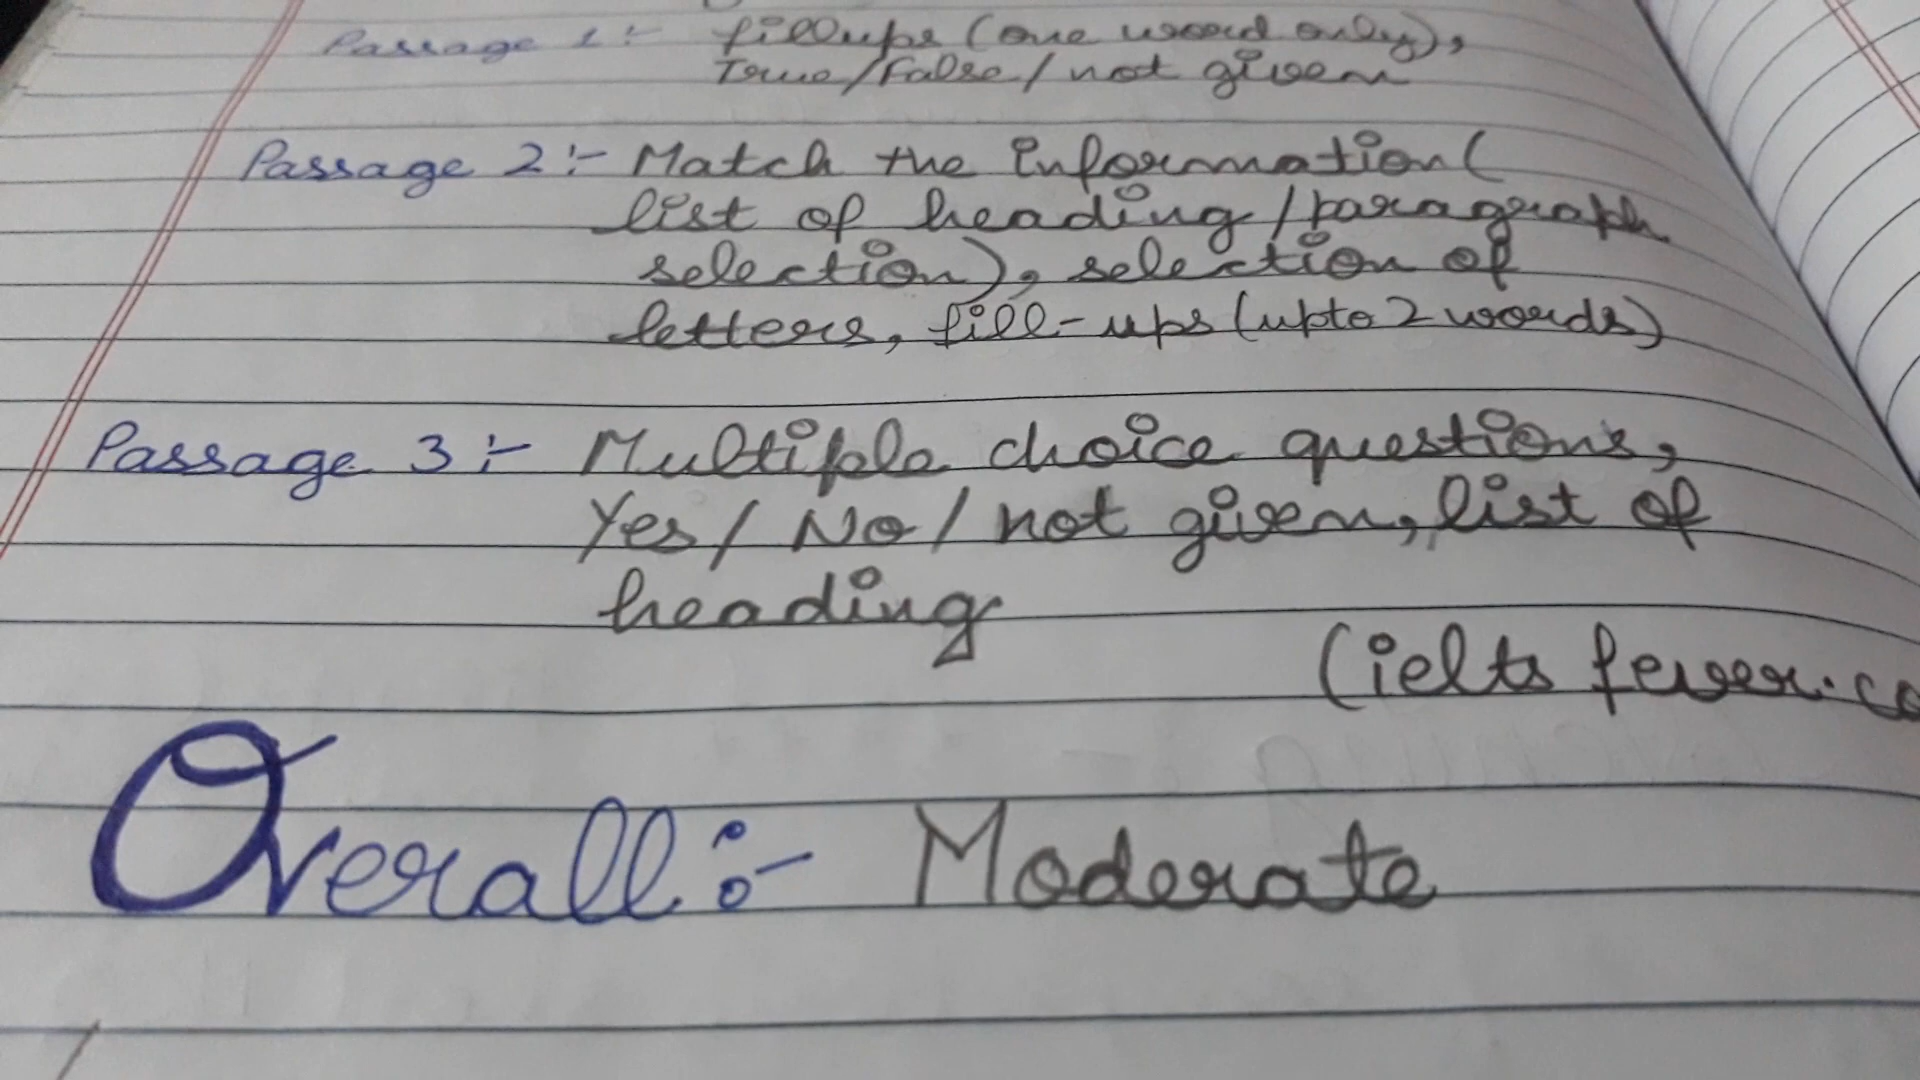 Passage 1:- fillups (one word only),
True/False/not given
Passage 2:- Match the information(
list of heading/paragraph
selection), selection of
letters, fill-ups (upto 2 words)
Passage 3:- Multiple choice questions,
Yes/No/not given, list of
heading
(ielts fever.co
Overall:- Moderate